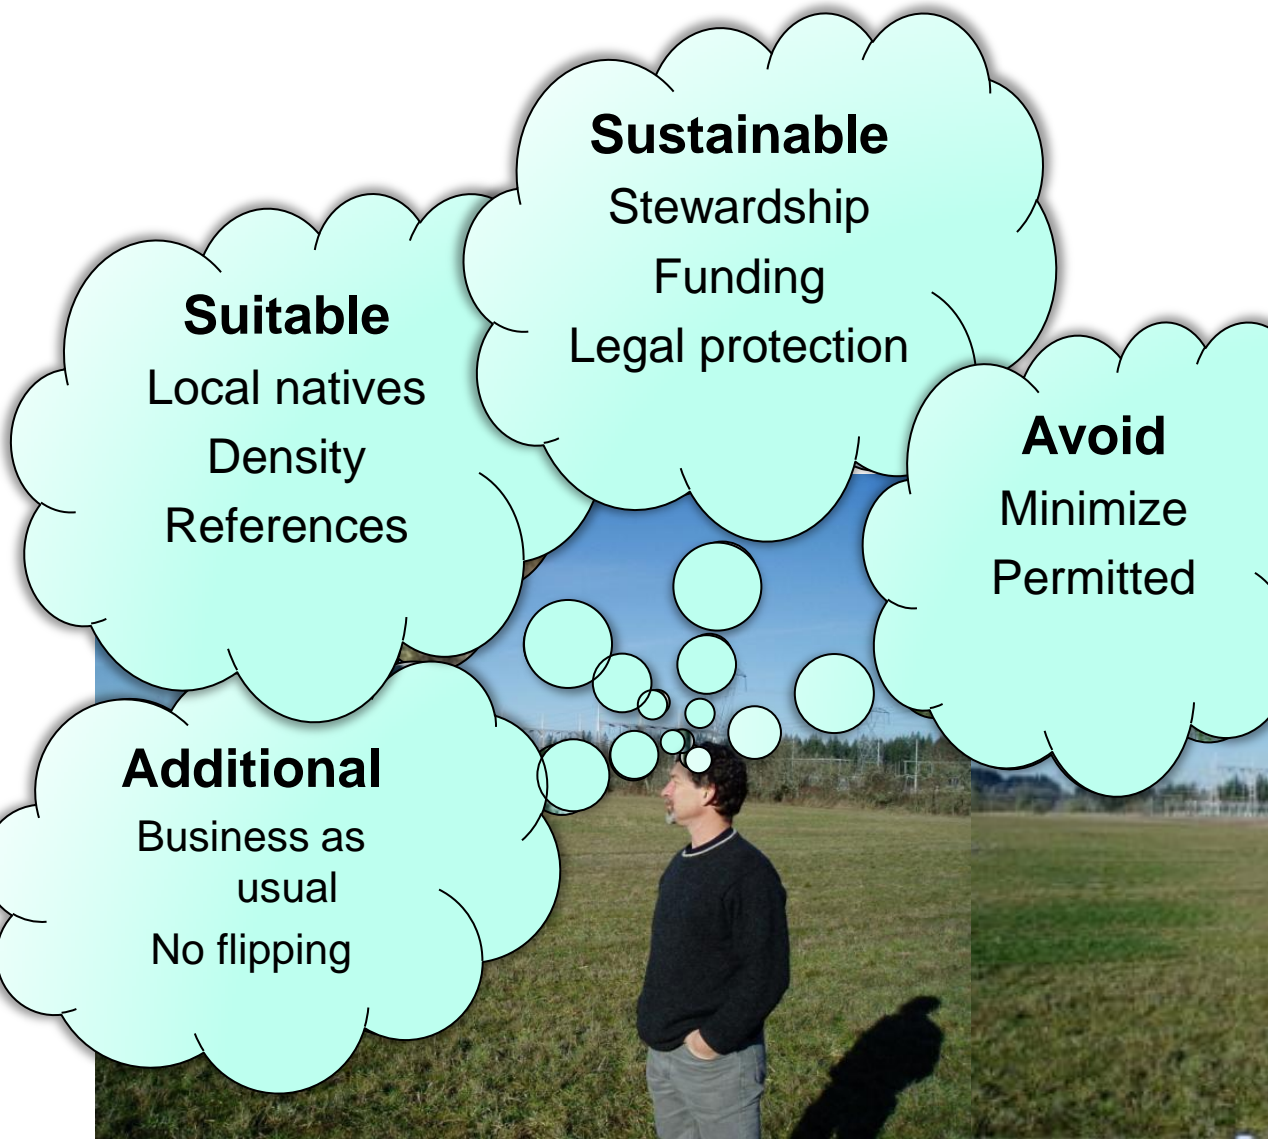 Sustainable
Stewardship
Funding
Legal protection
Suitable
Local natives
Density
References
Avoid
Minimize
Permitted
Additional
Business as
usual
No flipping